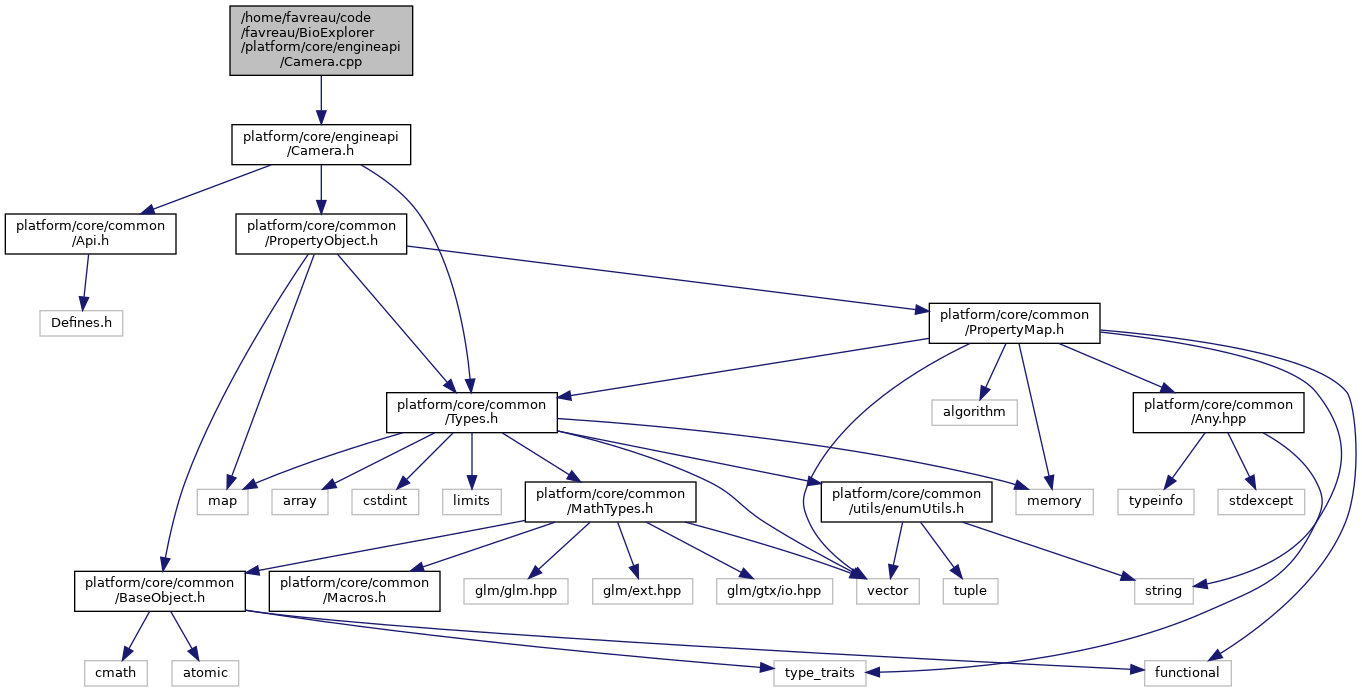 /home/favreau/code
/favreau/BioExplorer
/platform/core/engineapi
/Camera.cpp
platform/core/engineapi
/Camera.h
platform/core/common
/Api.h
platform/core/common
/PropertyObject.h
Defines.h
platform/core/common
/PropertyMap.h
platform/core/common
/Types.h
algorithm
platform/core/common
/Any.hpp
map
array
cstdint
limits
platform/core/common
/MathTypes.h
platform/core/common
/utils/enumUtils.h
memory
typeinfo
stdexcept
platform/core/common
/BaseObject.h
platform/core/common
/Macros.h
glm/glm.hpp
glm/ext.hpp
glm/gtx/io.hpp
vector
tuple
string
cmath
atomic
type_traits
functional